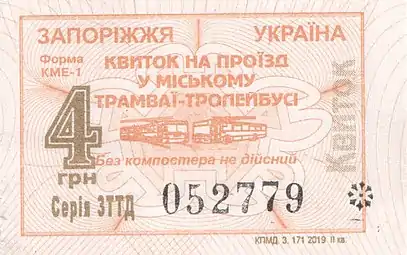 ЗАПОРІЖЖЯ УКРАЇНА
Форма
КМЕ-1
КВИТОК НА ПРОЇЗД
У МІСЬКОМУ
ТРАМВАЇ-ТРОЛЕЙБУСІ
4
грн
Без компостера не дійсний
Серія ЗТТД 052779
Квиток
КПМД. З. 171 2019 II кв.